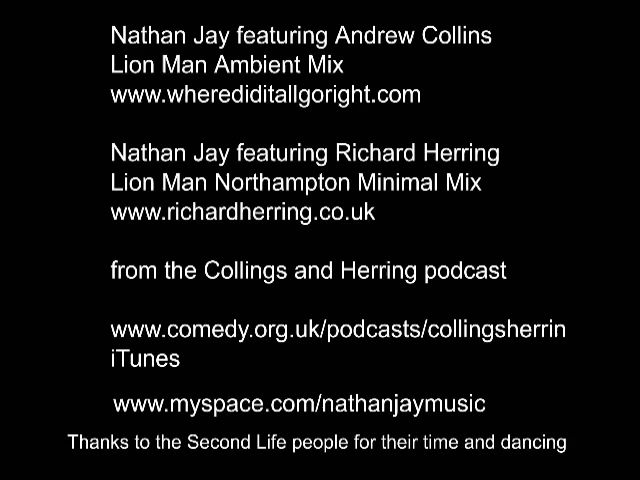 Nathan Jay featuring Andrew Collins
Lion Man Ambient Mix
www.wherediditallgoright.com
Nathan Jay featuring Richard Herring
Lion Man Northampton Minimal Mix
www.richardherring.co.uk
from the Collings and Herring podcast
www.comedy.org.uk/podcasts/collingsherrin
iTunes
www.myspace.com/nathanjaymusic
Thanks to the Second Life people for their time and dancing